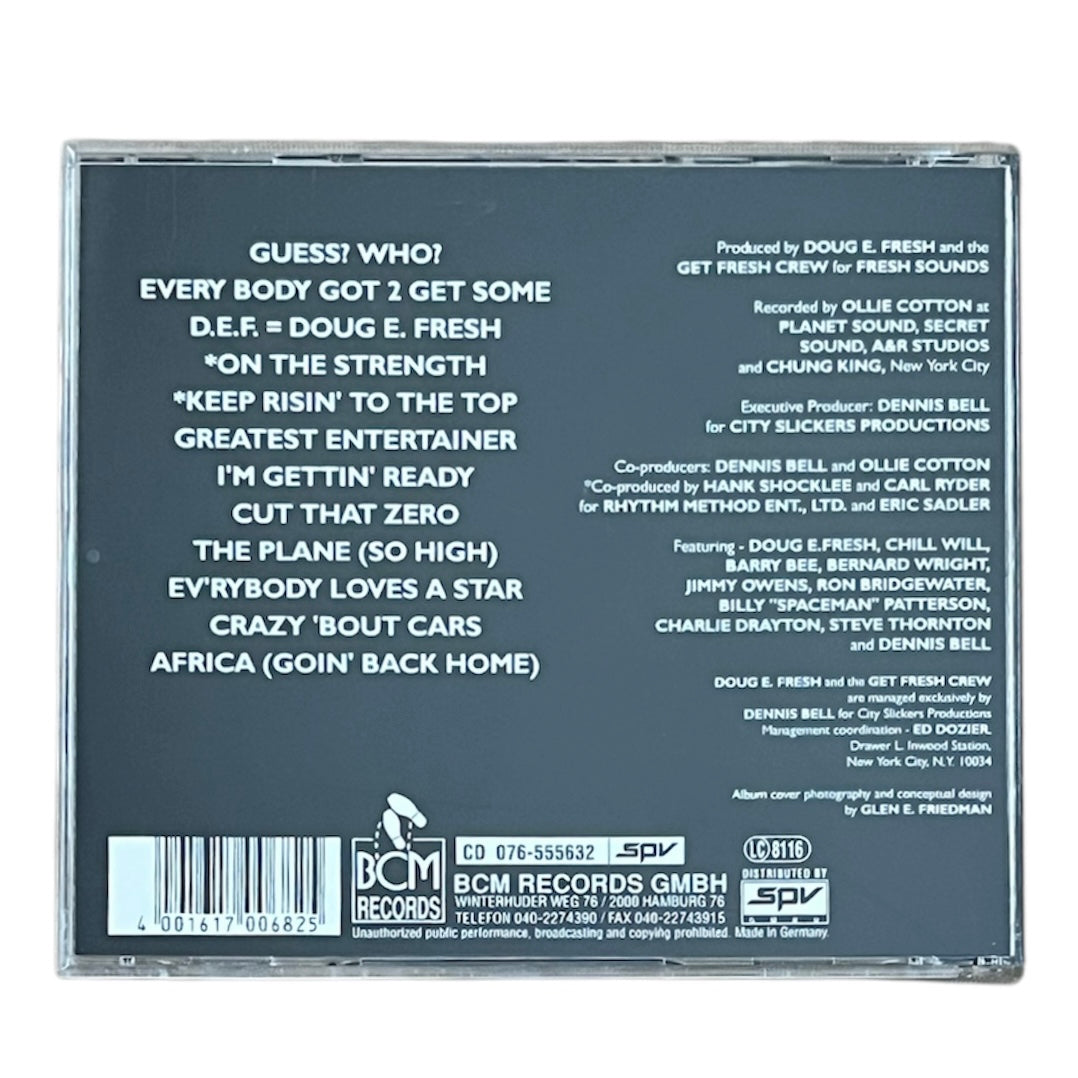 GUESS? WHO?
EVERY BODY GOT 2 GET SOME
D.E.F. = DOUG E. FRESH
*ON THE STRENGTH
*KEEP RISIN' TO THE TOP
GREATEST ENTERTAINER
I'M GETTIN' READY
CUT THAT ZERO
THE PLANE (SO HIGH)
EV'RYBODY LOVES A STAR
CRAZY 'BOUT CARS
AFRICA (GOIN' BACK HOME)
Produced by DOUG E. FRESH and the
GET FRESH CREW for FRESH SOUNDS
Recorded by OLLIE COTTON at
PLANET SOUND, SECRET
SOUND, A&R STUDIOS
and CHUNG KING, New York City
Executive Producer: DENNIS BELL
for CITY SLICKERS PRODUCTIONS
Co-producers: DENNIS BELL and OLLIE COTTON
*Co-produced by HANK SHOCKLEE and CARL RYDER
for RHYTHM METHOD ENT., LTD. and ERIC SADLER
Featuring - DOUG E.FRESH, CHILL WILL,
BARRY BEE, BERNARD WRIGHT,
JIMMY OWENS, RON BRIDGEWATER,
BILLY "SPACEMAN" PATTERSON,
CHARLIE DRAYTON, STEVE THORNTON
and DENNIS BELL
DOUG E. FRESH and the GET FRESH CREW
are managed exclusively by
DENNIS BELL for City Slickers Productions
Management coordination - ED DOZIER,
Drawer L. Inwood Station,
New York City, N.Y. 10034
Album cover photography and conceptual design
by GLEN E. FRIEDMAN
4 001617 006825
BCM
RECORDS
CD 076-555632 SPV
BCM RECORDS GMBH
WINTERHUDER WEG 76 / 2000 HAMBURG 76
TELEFON 040-2274390 / FAX 040-22743915
Unauthorized public performance, broadcasting and copying prohibited. Made in Germany.
LC 8116
DISTRIBUTED BY
SPV
GMBH